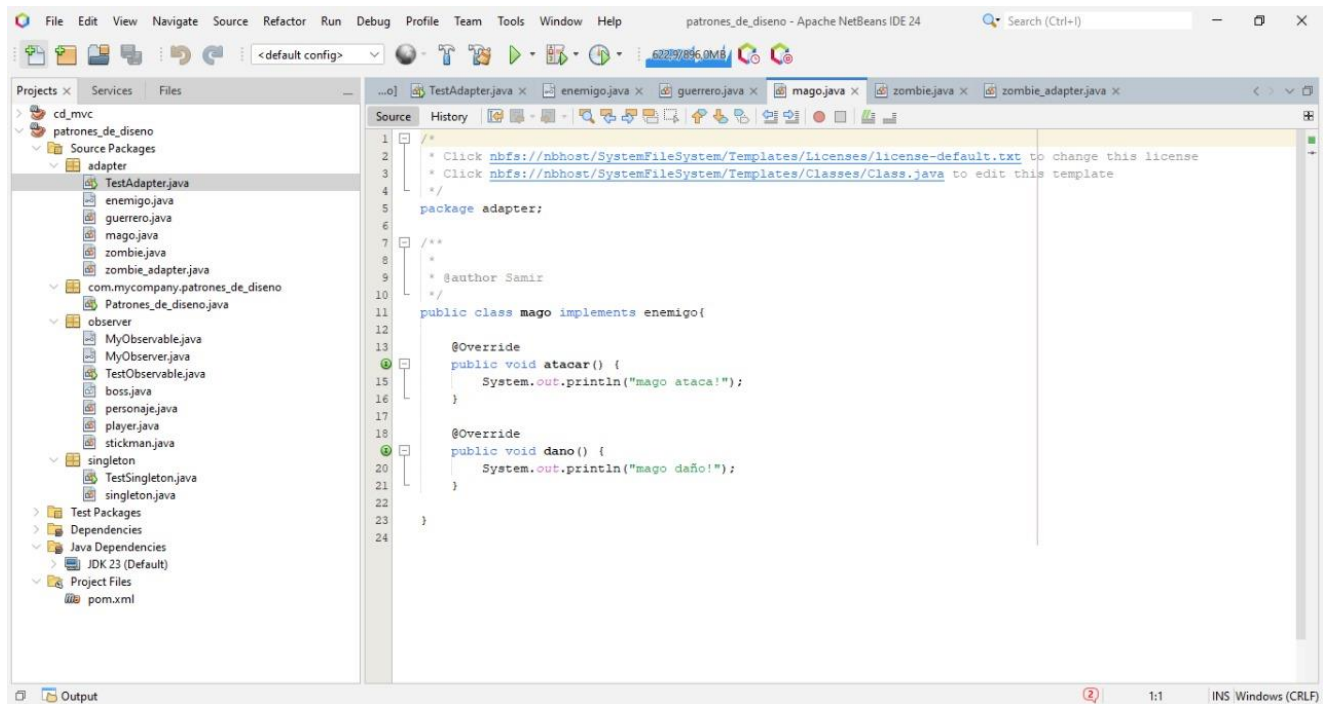 File Edit View Navigate Source Refactor Run Debug Profile Team Tools Window Help patrones_de_diseno - Apache NetBeans IDE 24 Search (Ctrl+I)
<default config>
Projects Services Files
...o] TestAdapter.java enemigo.java guerrero.java mago.java zombie.java zombie_adapter.java
Source History
cd_mvc
patrones_de_diseno
Source Packages
adapter
TestAdapter.java
enemigo.java
guerrero.java
mago.java
zombie.java
zombie_adapter.java
com.mycompany.patrones_de_diseno
Patrones_de_diseno.java
observer
MyObservable.java
MyObserver.java
TestObservable.java
boss.java
personaje.java
player.java
stickman.java
singleton
TestSingleton.java
singleton.java
Test Packages
Dependencies
Java Dependencies
JDK 23 (Default)
Project Files
pom.xml
1 /*
2 * Click nbfs://nbhost/SystemFileSystem/Templates/Licenses/license-default.txt to change this license
3 * Click nbfs://nbhost/SystemFileSystem/Templates/Classes/Class.java to edit this template
4 */
5 package adapter;
6
7 /**
8 *
9 * @author Samir
10 */
11 public class mago implements enemigo{
12
13 @Override
public void atacar() {
15 System.out.println("mago ataca!");
16 }
17
18 @Override
public void dano() {
20 System.out.println("mago daño!");
21 }
22
23 }
24
Output 2 1:1 INS Windows (CRLF)